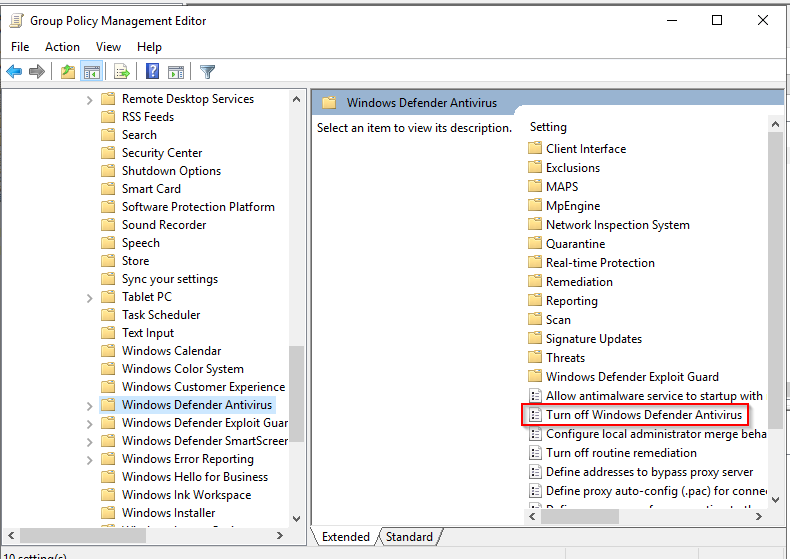 Group Policy Management Editor
File Action View Help
Remote Desktop Services
RSS Feeds
Search
Security Center
Shutdown Options
Smart Card
Software Protection Platform
Sound Recorder
Speech
Store
Sync your settings
Tablet PC
Task Scheduler
Text Input
Windows Calendar
Windows Color System
Windows Customer Experience
Windows Defender Antivirus
Windows Defender Exploit Guar
Windows Defender SmartScreen
Windows Error Reporting
Windows Hello for Business
Windows Ink Workspace
Windows Installer
Windows Defender Antivirus
Select an item to view its description.
Setting
Client Interface
Exclusions
MAPS
MpEngine
Network Inspection System
Quarantine
Real-time Protection
Remediation
Reporting
Scan
Signature Updates
Threats
Windows Defender Exploit Guard
Allow antimalware service to startup with
Turn off Windows Defender Antivirus
Configure local administrator merge beha
Turn off routine remediation
Define addresses to bypass proxy server
Define proxy auto-config (.pac) for conne
Extended Standard
10 setting(s)